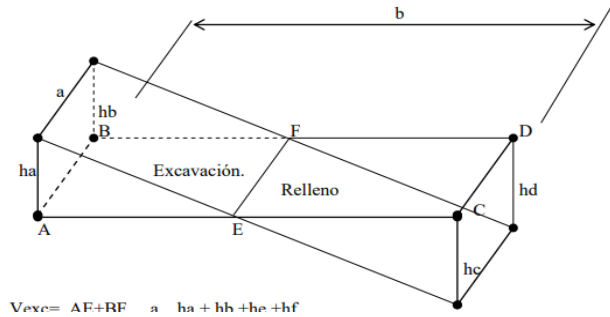 b
a
hb
B
F
D
ha
Excavación.
Relleno
hd
A
E
C
hc
Vexc= AE+BF a ha + hb +he +hf